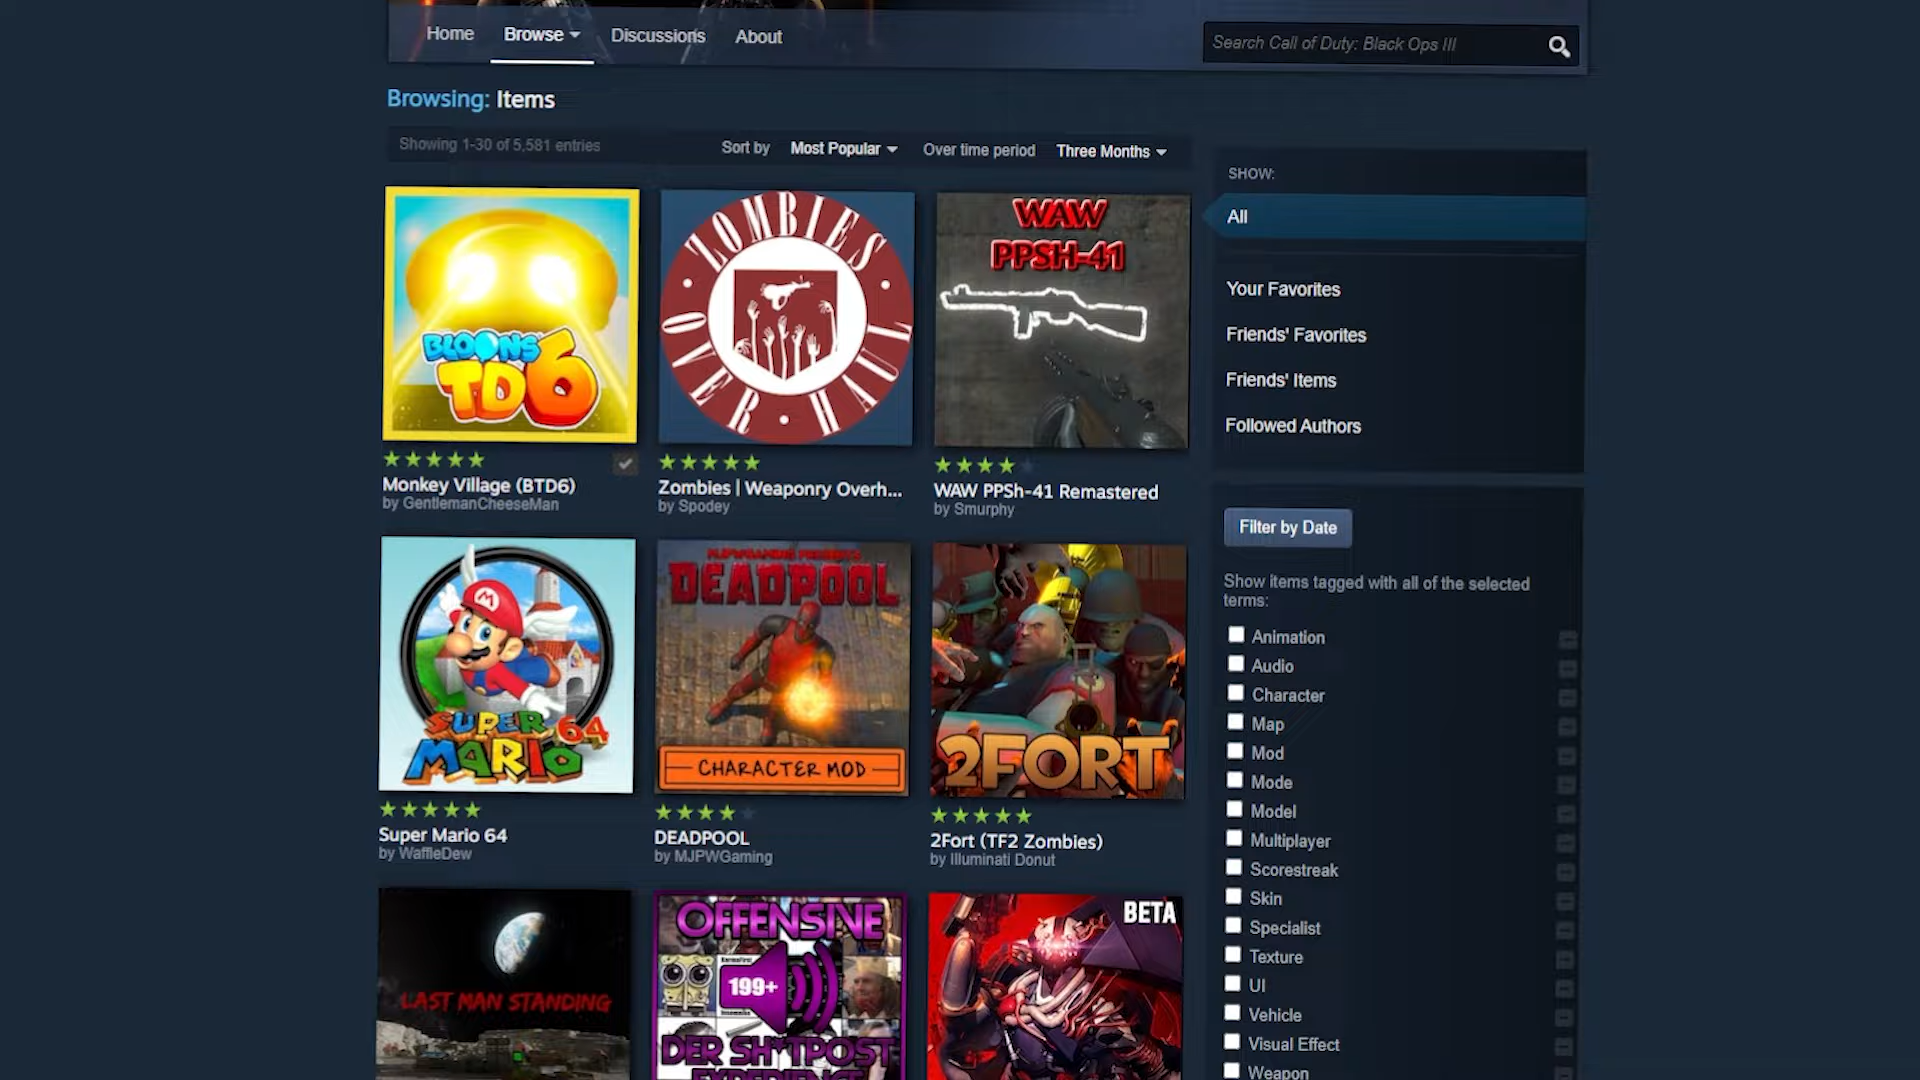 Home Browse Discussions About
Search Call of Duty: Black Ops III
Browsing: Items
Showing 1-30 of 5,581 entries
Sort by Most Popular Over time period Three Months
BLOONS
TD6
Monkey Village (BTD6)
by GentlemanCheeseMan
ZOMBIES
OVER HAUL
Zombies | Weaponry Overh...
by Spodey
WAW
PPSH-41
WAW PPSh-41 Remastered
by Smurphy
M
SUPER
MARIO 64
Super Mario 64
by WaffleDew
MJPWGAMING PRESENTS
DEADPOOL
CHARACTER MOD
DEADPOOL
by MJPWGaming
2FORT
2Fort (TF2 Zombies)
by Illuminati Donut
LAST MAN STANDING
OFFENSIVE
199+
DER SH*TPOST
EXPERIENCE
BETA
SHOW:
All
Your Favorites
Friends' Favorites
Friends' Items
Followed Authors
Filter by Date
Show items tagged with all of the selected
terms:
Animation
Audio
Character
Map
Mod
Mode
Model
Multiplayer
Scorestreak
Skin
Specialist
Texture
UI
Vehicle
Visual Effect
Weapon